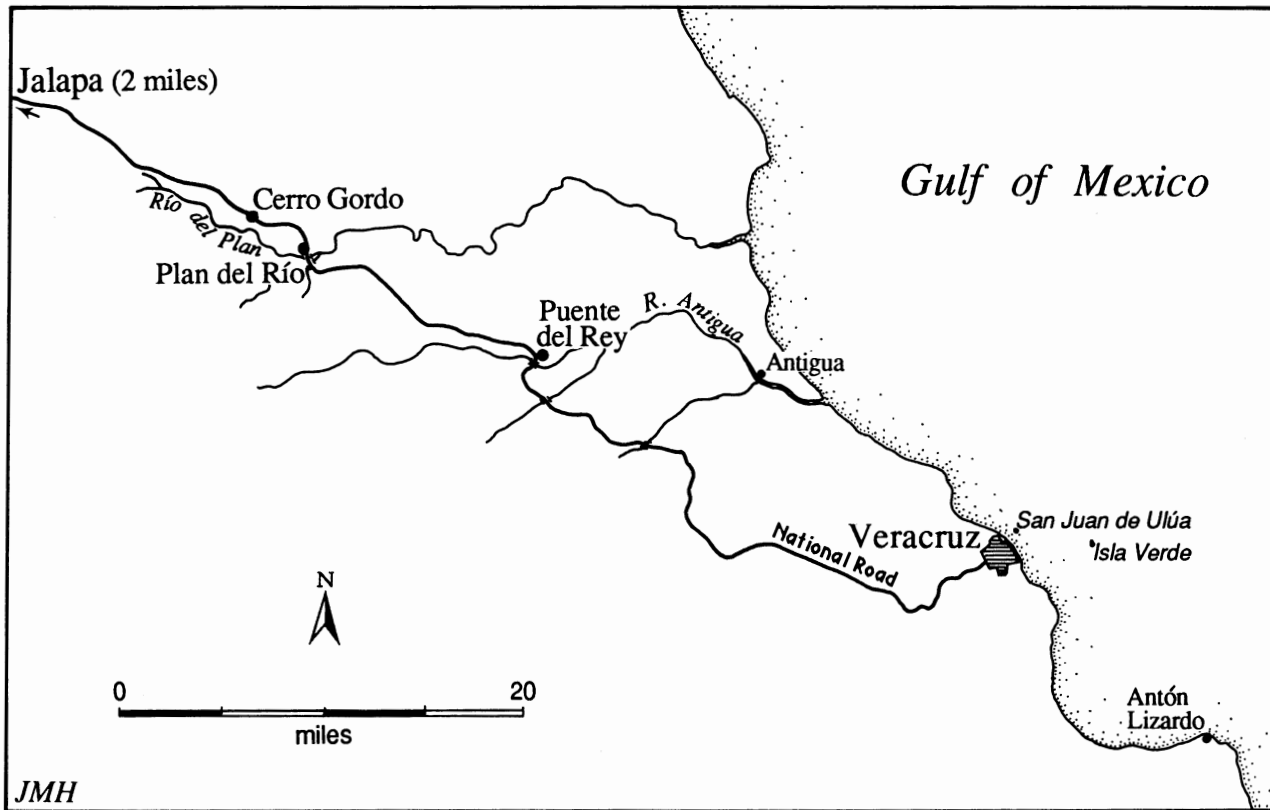 Jalapa (2 miles)
Gulf of Mexico
Cerro Gordo
Río del Plan
Plan del Río
Puente
del Rey
R. Antigua
Antigua
San Juan de Ulúa
Veracruz
Isla Verde
National Road
N
0 20
miles
Antón
Lizardo
JMH